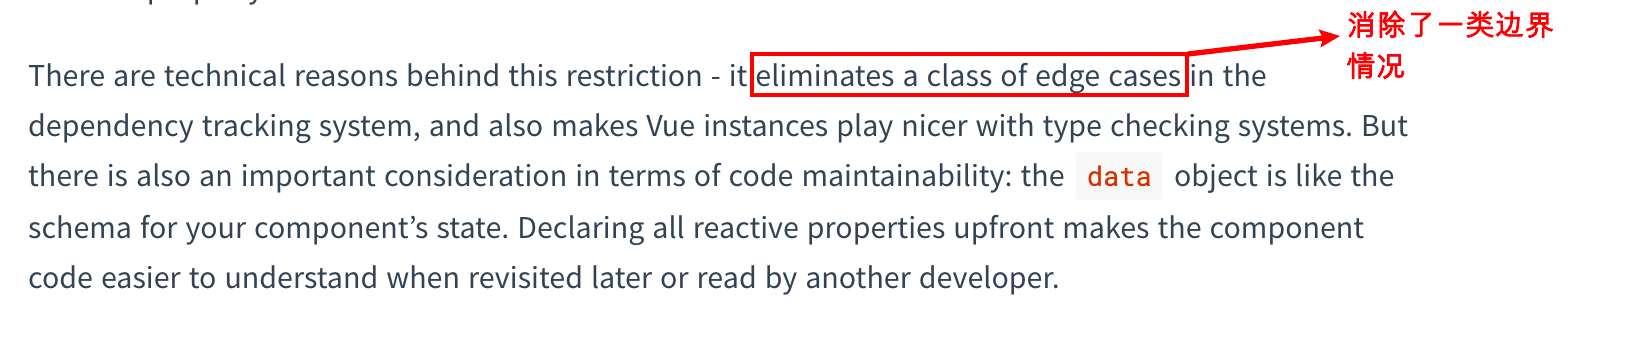 消除了一类边界
情况
There are technical reasons behind this restriction - it eliminates a class of edge cases in the
dependency tracking system, and also makes Vue instances play nicer with type checking systems. But
there is also an important consideration in terms of code maintainability: the data object is like the
schema for your component’s state. Declaring all reactive properties upfront makes the component
code easier to understand when revisited later or read by another developer.